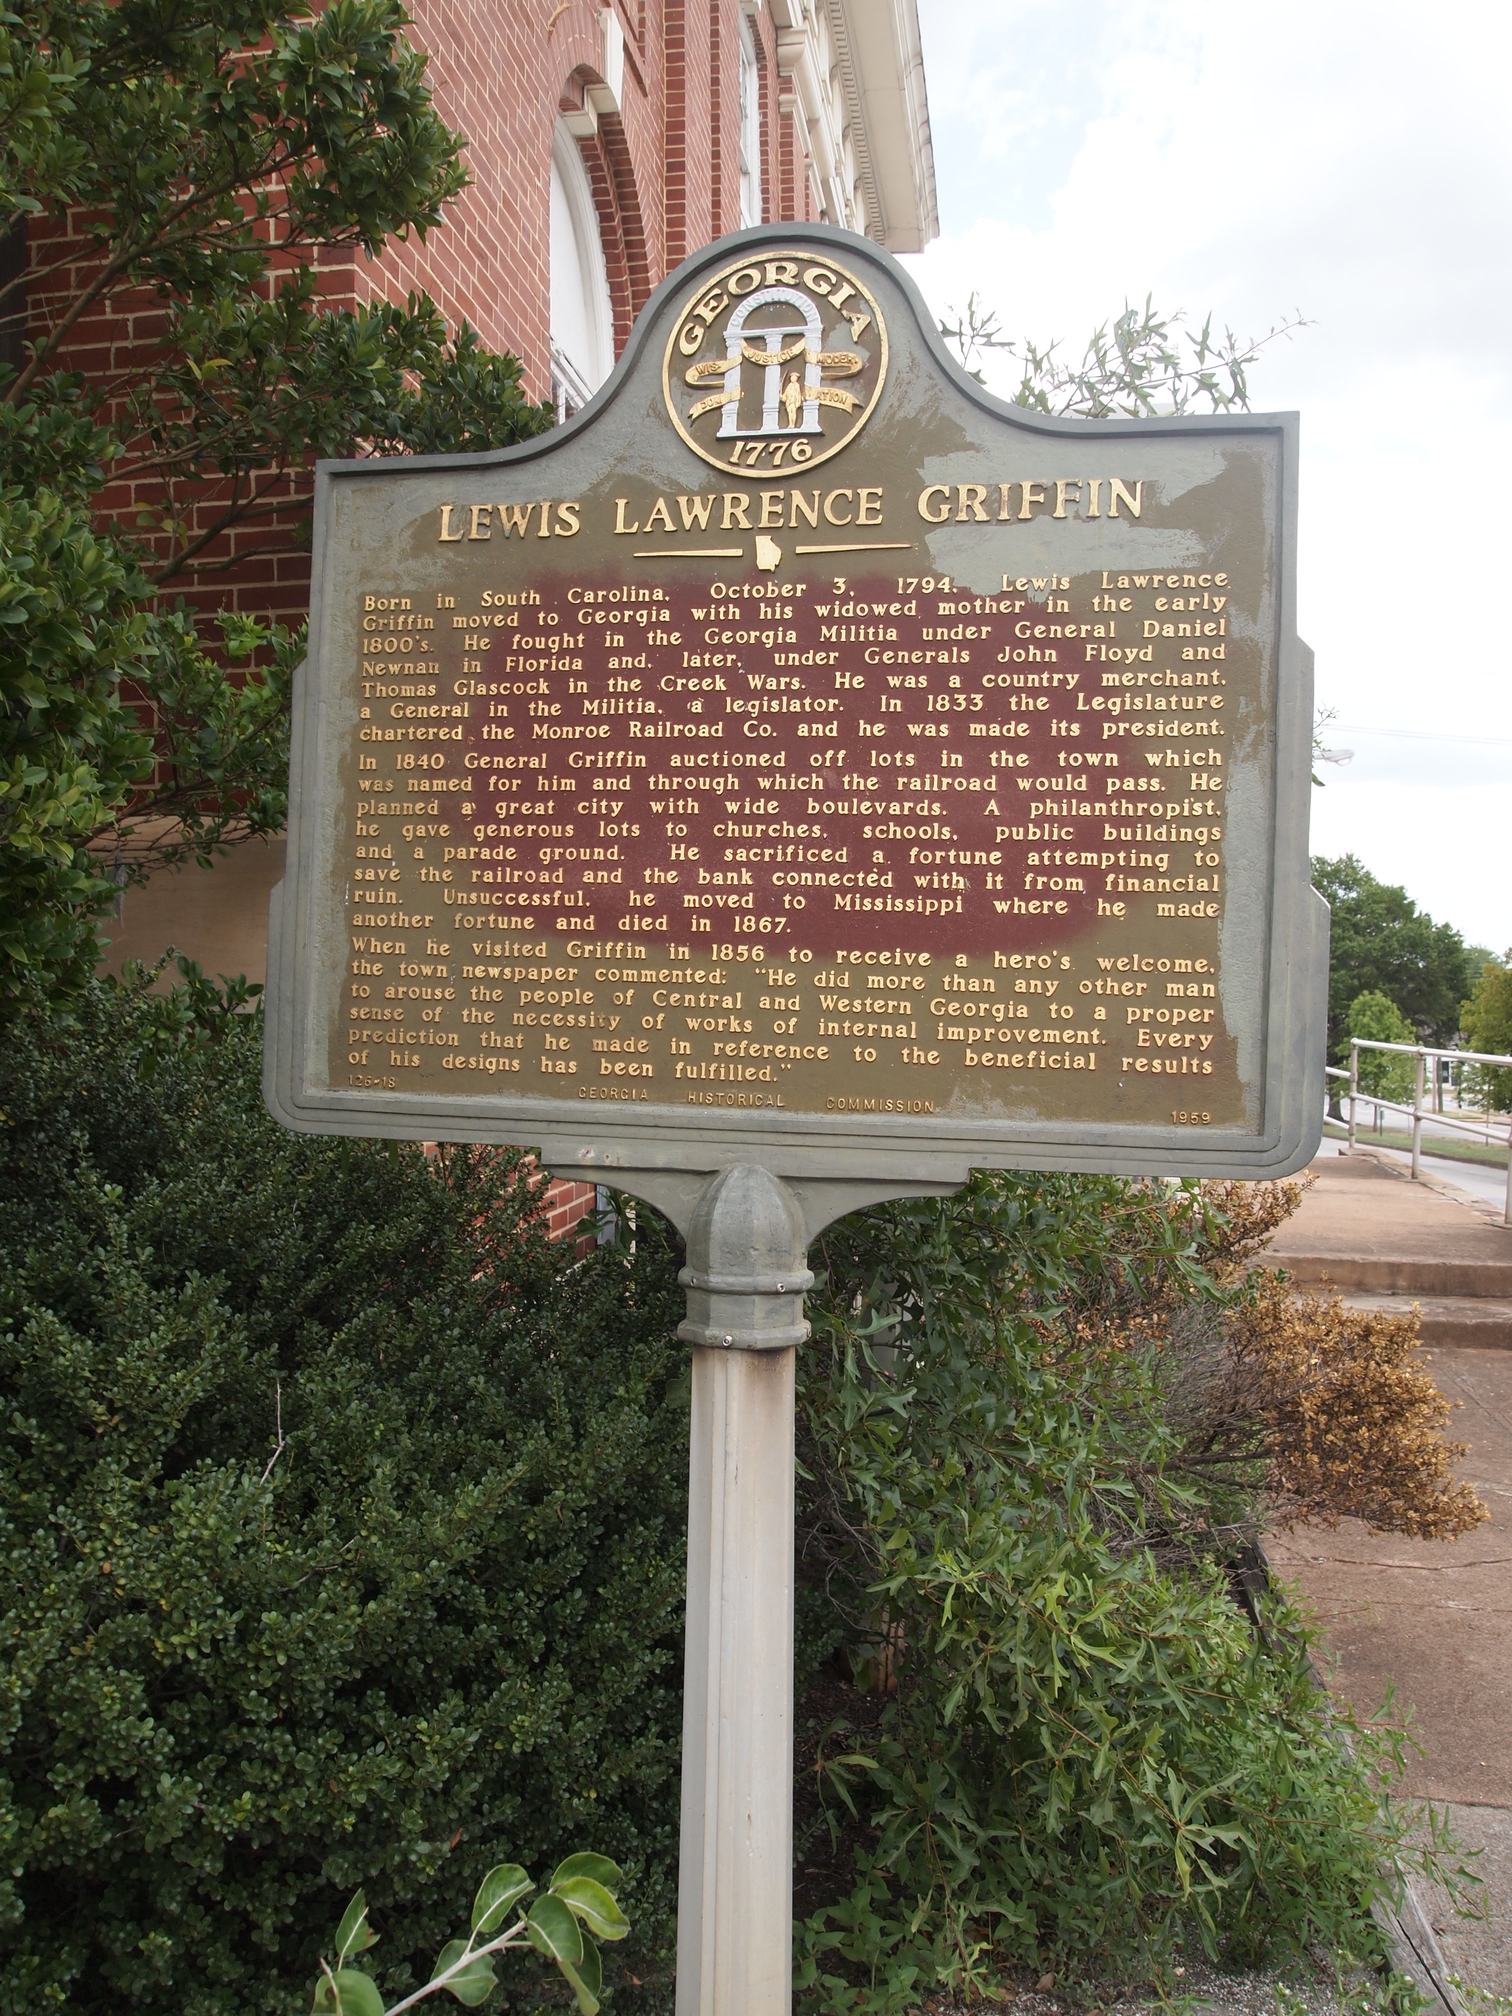 GEORGIA
CONSTITUTION
WISDOM JUSTICE MODERATION
1776
LEWIS LAWRENCE GRIFFIN
Born in South Carolina, October 3, 1794, Lewis Lawrence
Griffin moved to Georgia with his widowed mother in the early
1800's. He fought in the Georgia Militia under General Daniel
Newnan in Florida and, later, under Generals John Floyd and
Thomas Glascock in the Creek Wars. He was a country merchant,
a General in the Militia, a legislator. In 1833 the Legislature
chartered the Monroe Railroad Co. and he was made its president.
In 1840 General Griffin auctioned off lots in the town which
was named for him and through which the railroad would pass. He
planned a great city with wide boulevards. A philanthropist,
he gave generous lots to churches, schools, public buildings
and a parade ground. He sacrificed a fortune attempting to
save the railroad and the bank connected with it from financial
ruin. Unsuccessful, he moved to Mississippi where he made
another fortune and died in 1867.
When he visited Griffin in 1856 to receive a hero's welcome,
the town newspaper commented: "He did more than any other man
to arouse the people of Central and Western Georgia to a proper
sense of the necessity of works of internal improvement. Every
prediction that he made in reference to the beneficial results
of his designs has been fulfilled."
126-18 GEORGIA HISTORICAL COMMISSION 1959